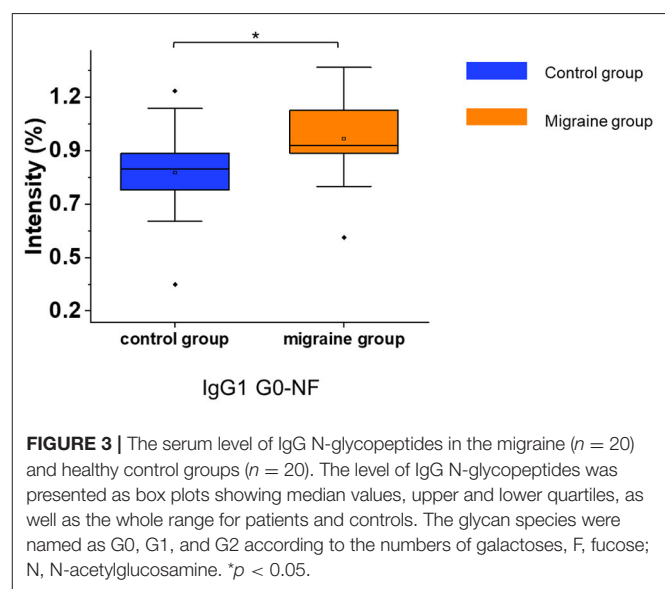 *
Control group
Migraine group
Intensity (%)
1.2
0.9
0.7
0.5
0.2
control group migraine group
IgG1 G0-NF
FIGURE 3 | The serum level of IgG N-glycopeptides in the migraine (n = 20)
and healthy control groups (n = 20). The level of IgG N-glycopeptides was
presented as box plots showing median values, upper and lower quartiles, as
well as the whole range for patients and controls. The glycan species were
named as G0, G1, and G2 according to the numbers of galactoses, F, fucose;
N, N-acetylglucosamine. *p < 0.05.